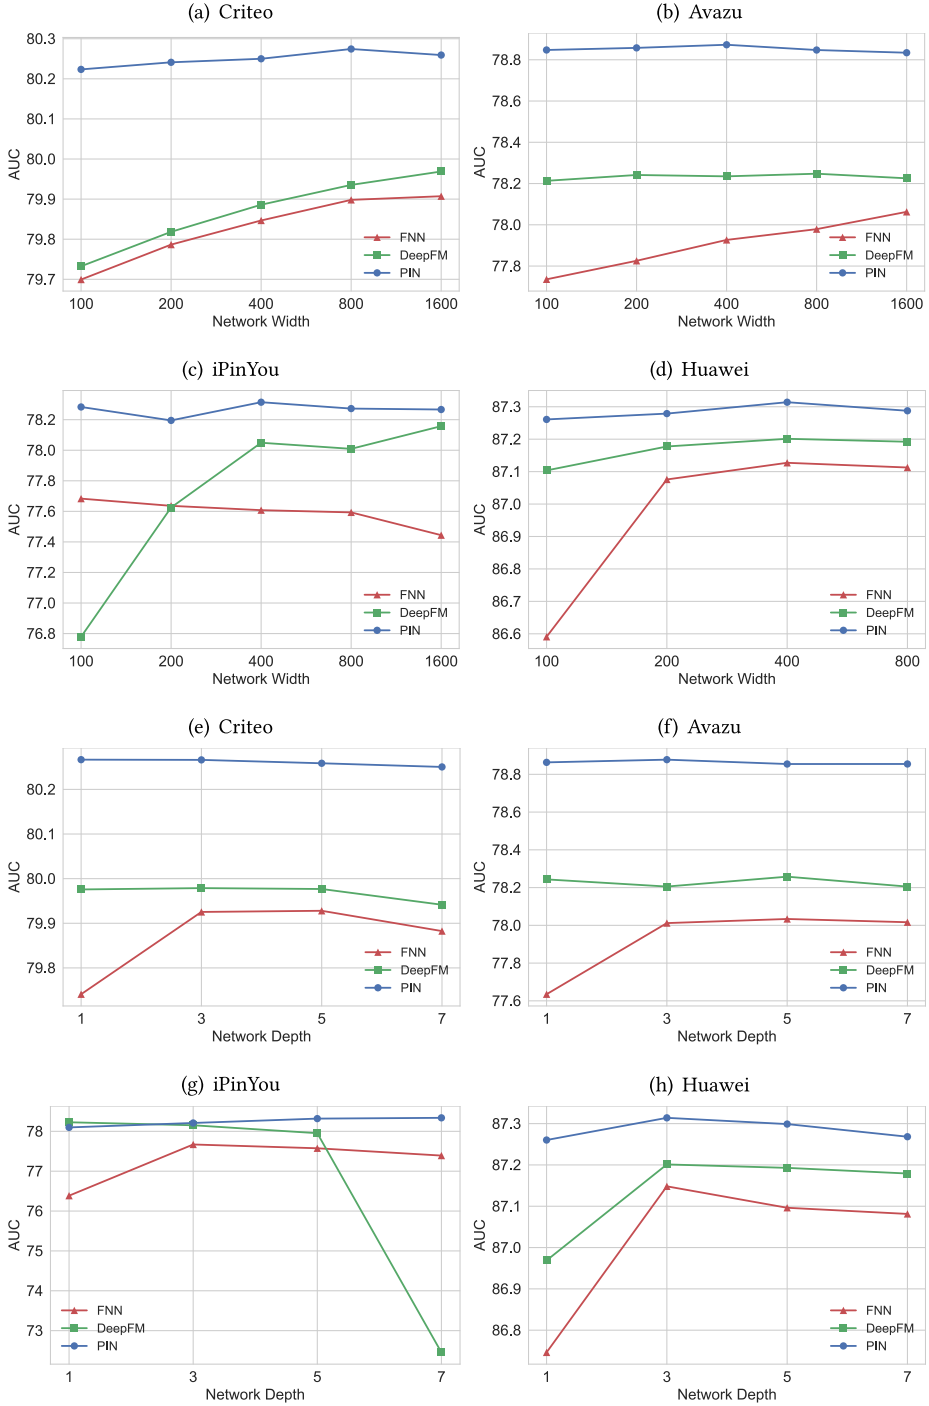 (a) Criteo
80.3
80.2
80.1
80.0
79.9
79.8
79.7
AUC
FNN
DeepFM
PIN
100 200 400 800 1600
Network Width
(b) Avazu
78.8
78.6
78.4
78.2
78.0
77.8
AUC
FNN
DeepFM
PIN
100 200 400 800 1600
Network Width
(c) iPinYou
78.2
78.0
77.8
77.6
77.4
77.2
77.0
76.8
AUC
FNN
DeepFM
PIN
100 200 400 800 1600
Network Width
(d) Huawei
87.3
87.2
87.1
87.0
86.9
86.8
86.7
86.6
AUC
FNN
DeepFM
PIN
100 200 400 800
Network Width
(e) Criteo
80.2
80.1
80.0
79.9
79.8
AUC
FNN
DeepFM
PIN
1 3 5 7
Network Depth
(f) Avazu
78.8
78.6
78.4
78.2
78.0
77.8
77.6
AUC
FNN
DeepFM
PIN
1 3 5 7
Network Depth
(g) iPinYou
78
77
76
75
74
73
AUC
FNN
DeepFM
PIN
1 3 5 7
Network Depth
(h) Huawei
87.3
87.2
87.1
87.0
86.9
86.8
AUC
FNN
DeepFM
PIN
1 3 5 7
Network Depth